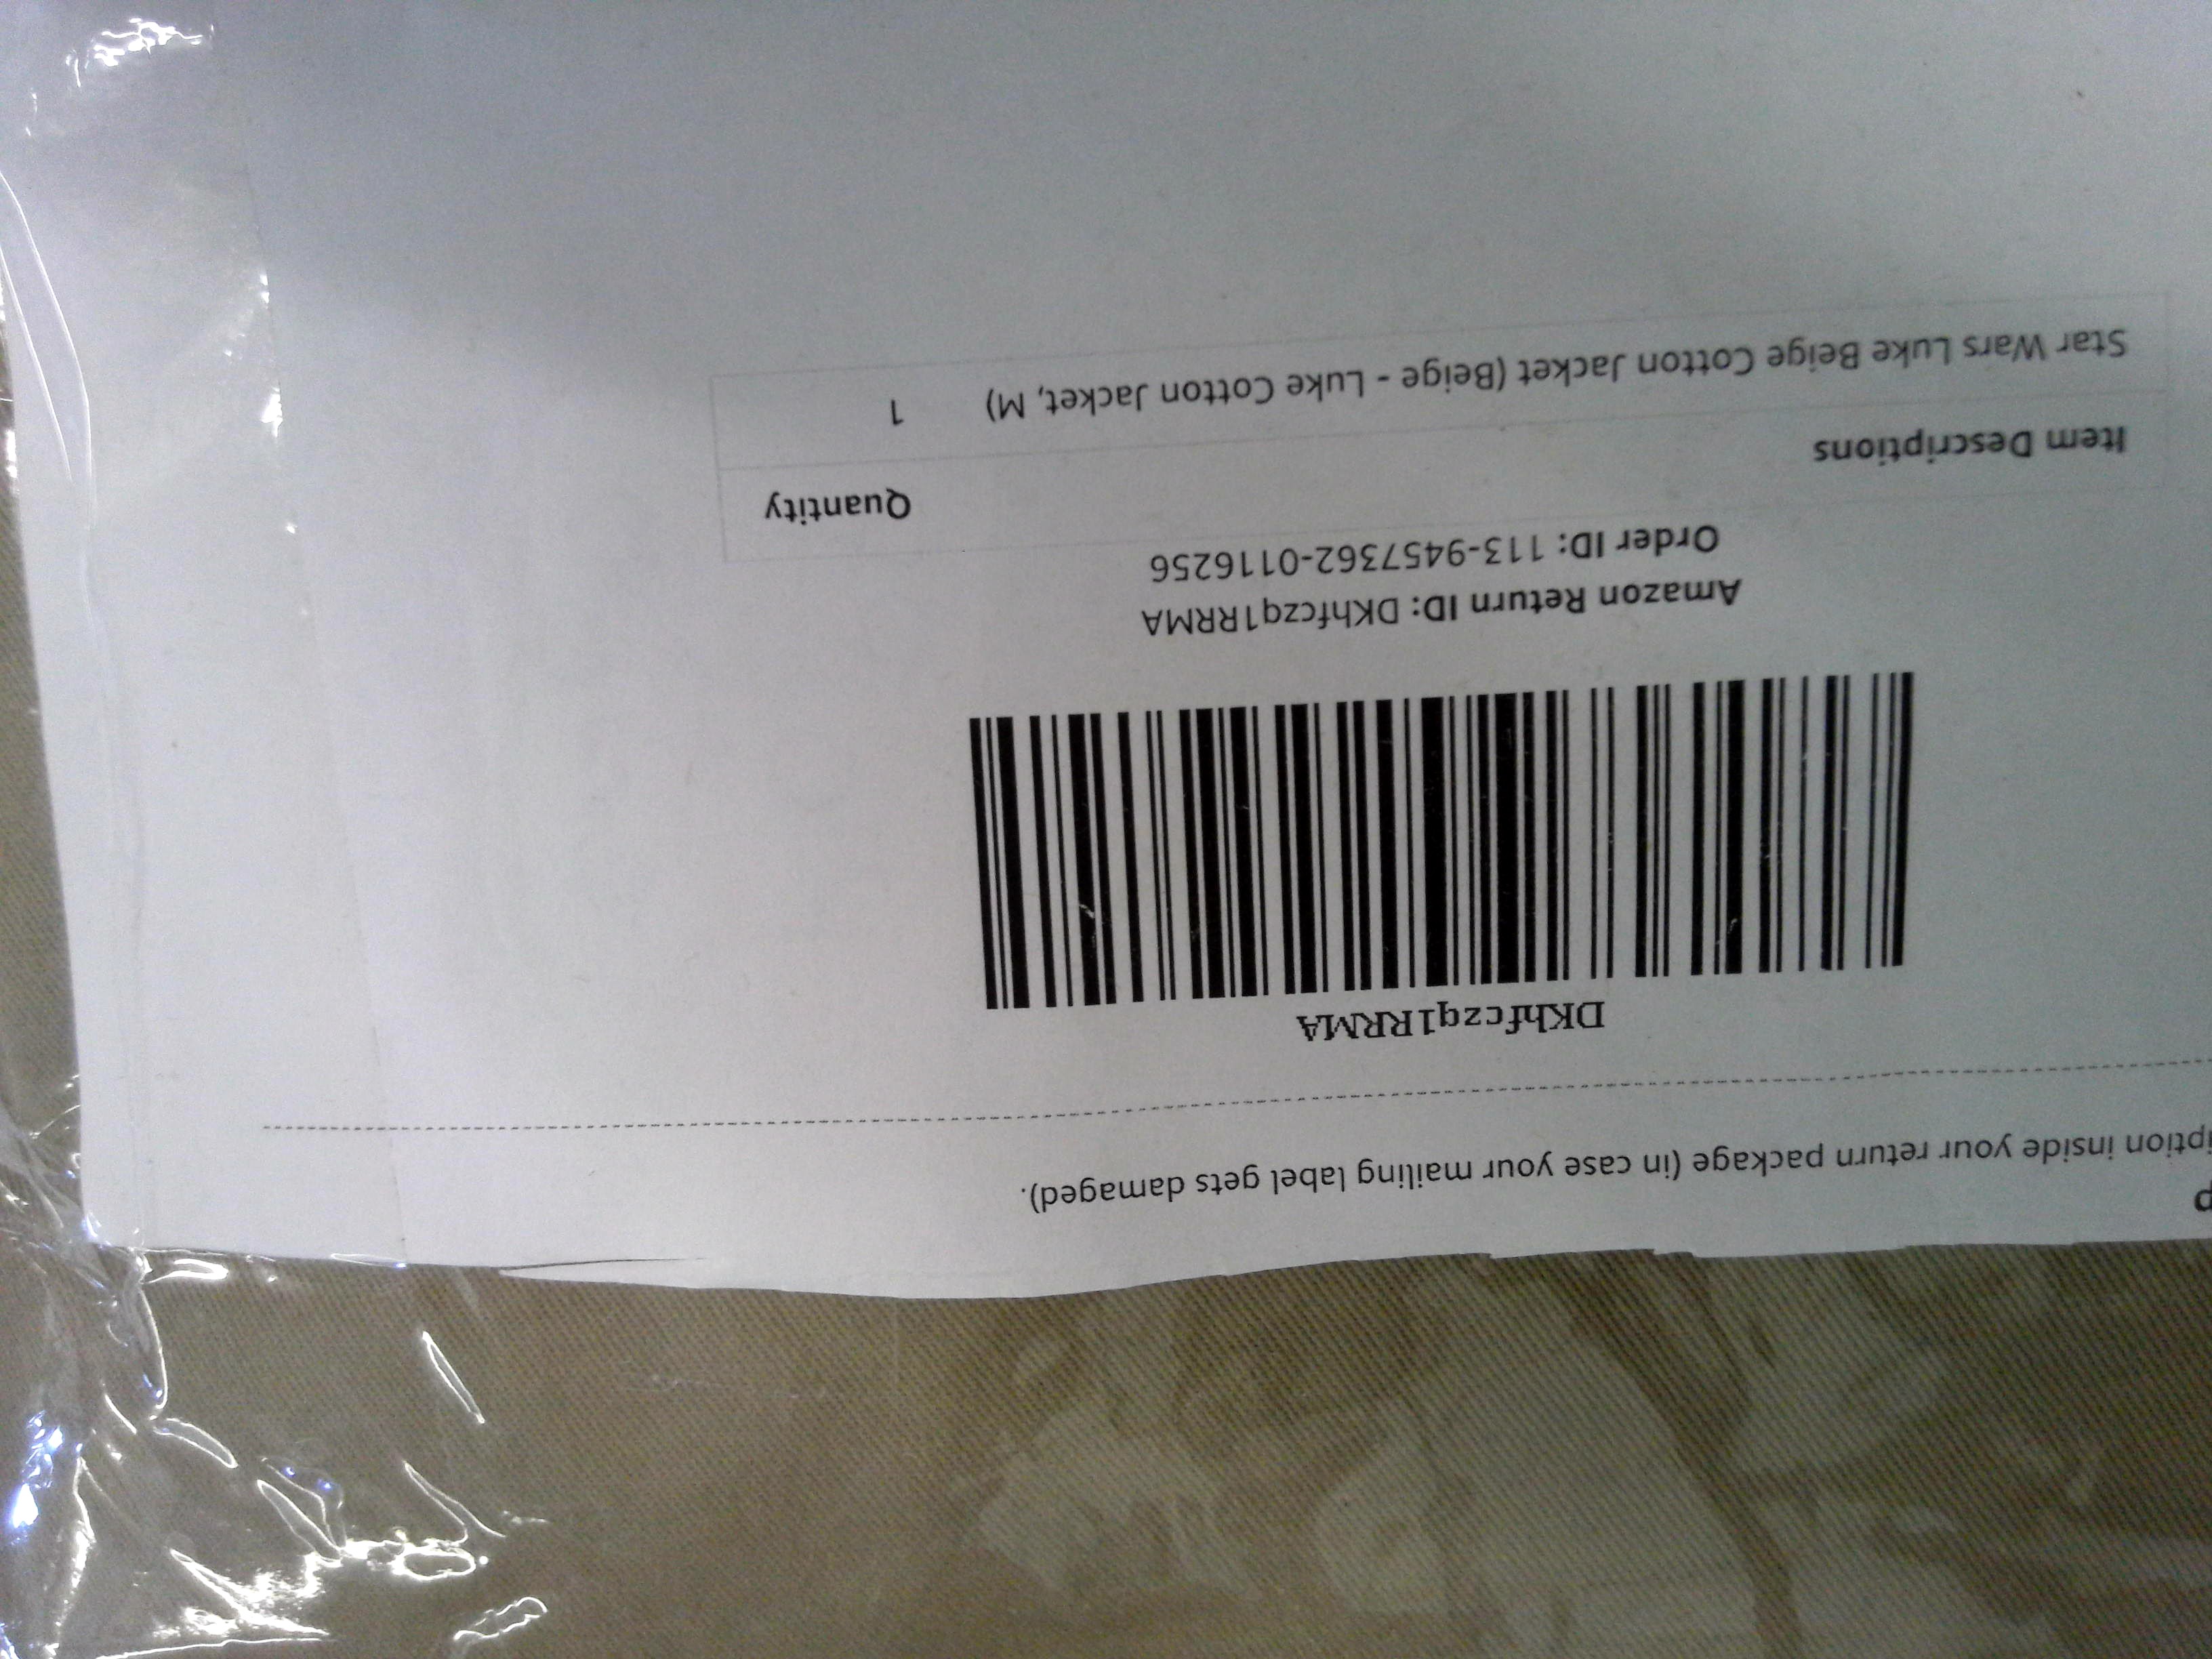 iption inside your return package (in case your mailing label gets damaged).
DKhfczq1RRMA
Amazon Return ID: DKhfczq1RRMA
Order ID: 113-9457362-0116256
Item Descriptions Quantity
Star Wars Luke Beige Cotton Jacket (Beige - Luke Cotton Jacket, M) 1